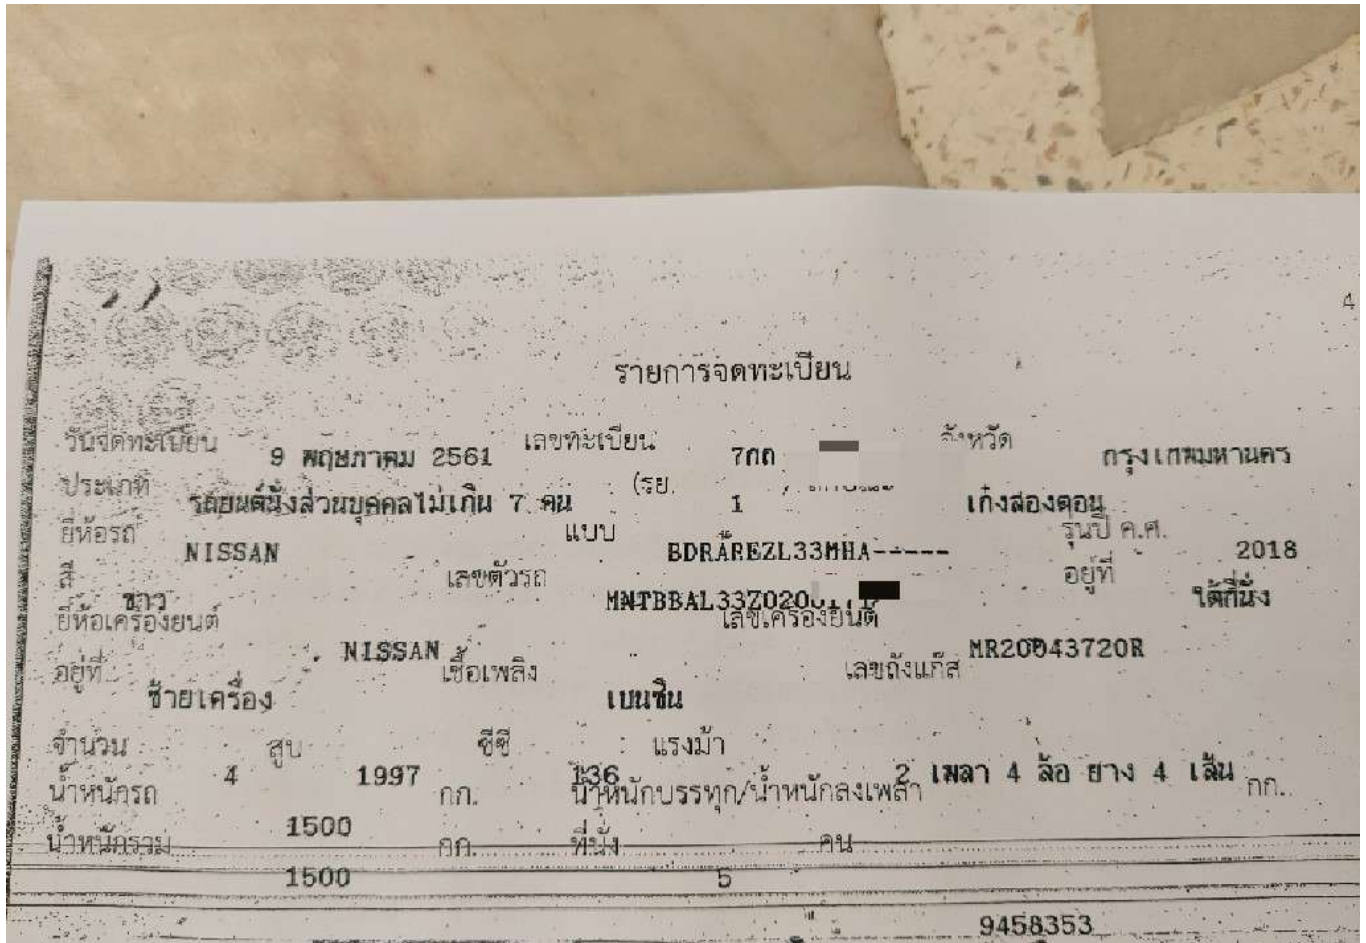 4
รายการจดทะเบียน
วันจดทะเบียน 9 พฤษภาคม 2561 เลขทะเบียน 7กก จังหวัด กรุงเทพมหานคร
ประเภท รถยนต์นั่งส่วนบุคคลไม่เกิน 7 คน (รย. 1 เก๋งสองตอน
ยี่ห้อรถ NISSAN แบบ BDRAREZL33MHA----- รุ่นปี ค.ศ. 2018
สี ขาว เลขตัวรถ อยู่ที่ ใต้ที่นั่ง
ยี่ห้อเครื่องยนต์ NISSAN เลขเครื่องยนต์ MR20043720R
อยู่ที่ ซ้ายเครื่อง เชื้อเพลิง เบนซิน เลขถังแก๊ส
จำนวน 4 สูบ 1997 ซีซี 136 แรงม้า 2 เพลา 4 ล้อ ยาง 4 เส้น
น้ำหนักรถ 1500 กก. น้ำหนักบรรทุก/น้ำหนักลงเพลา กก.
น้ำหนักรวม 1500 กก. ที่นั่ง 5 คน
9458353